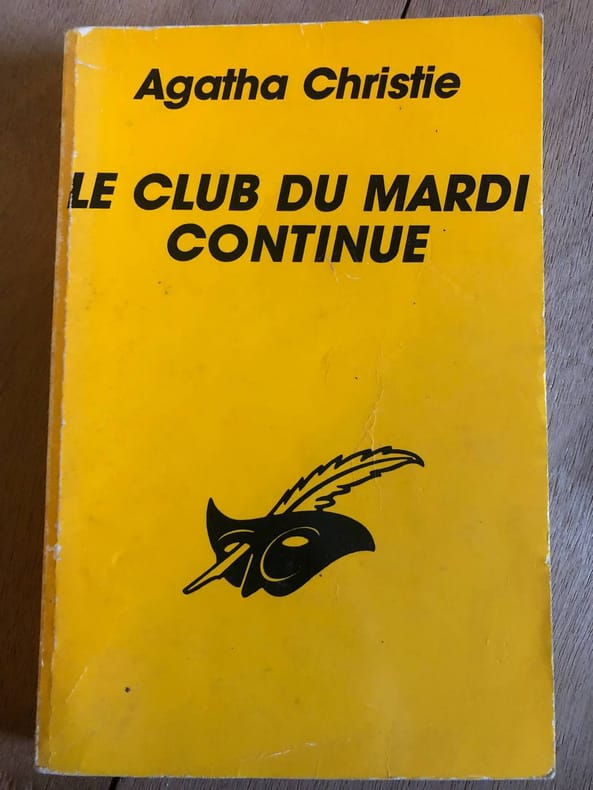 Agatha Christie
LE CLUB DU MARDI
CONTINUE